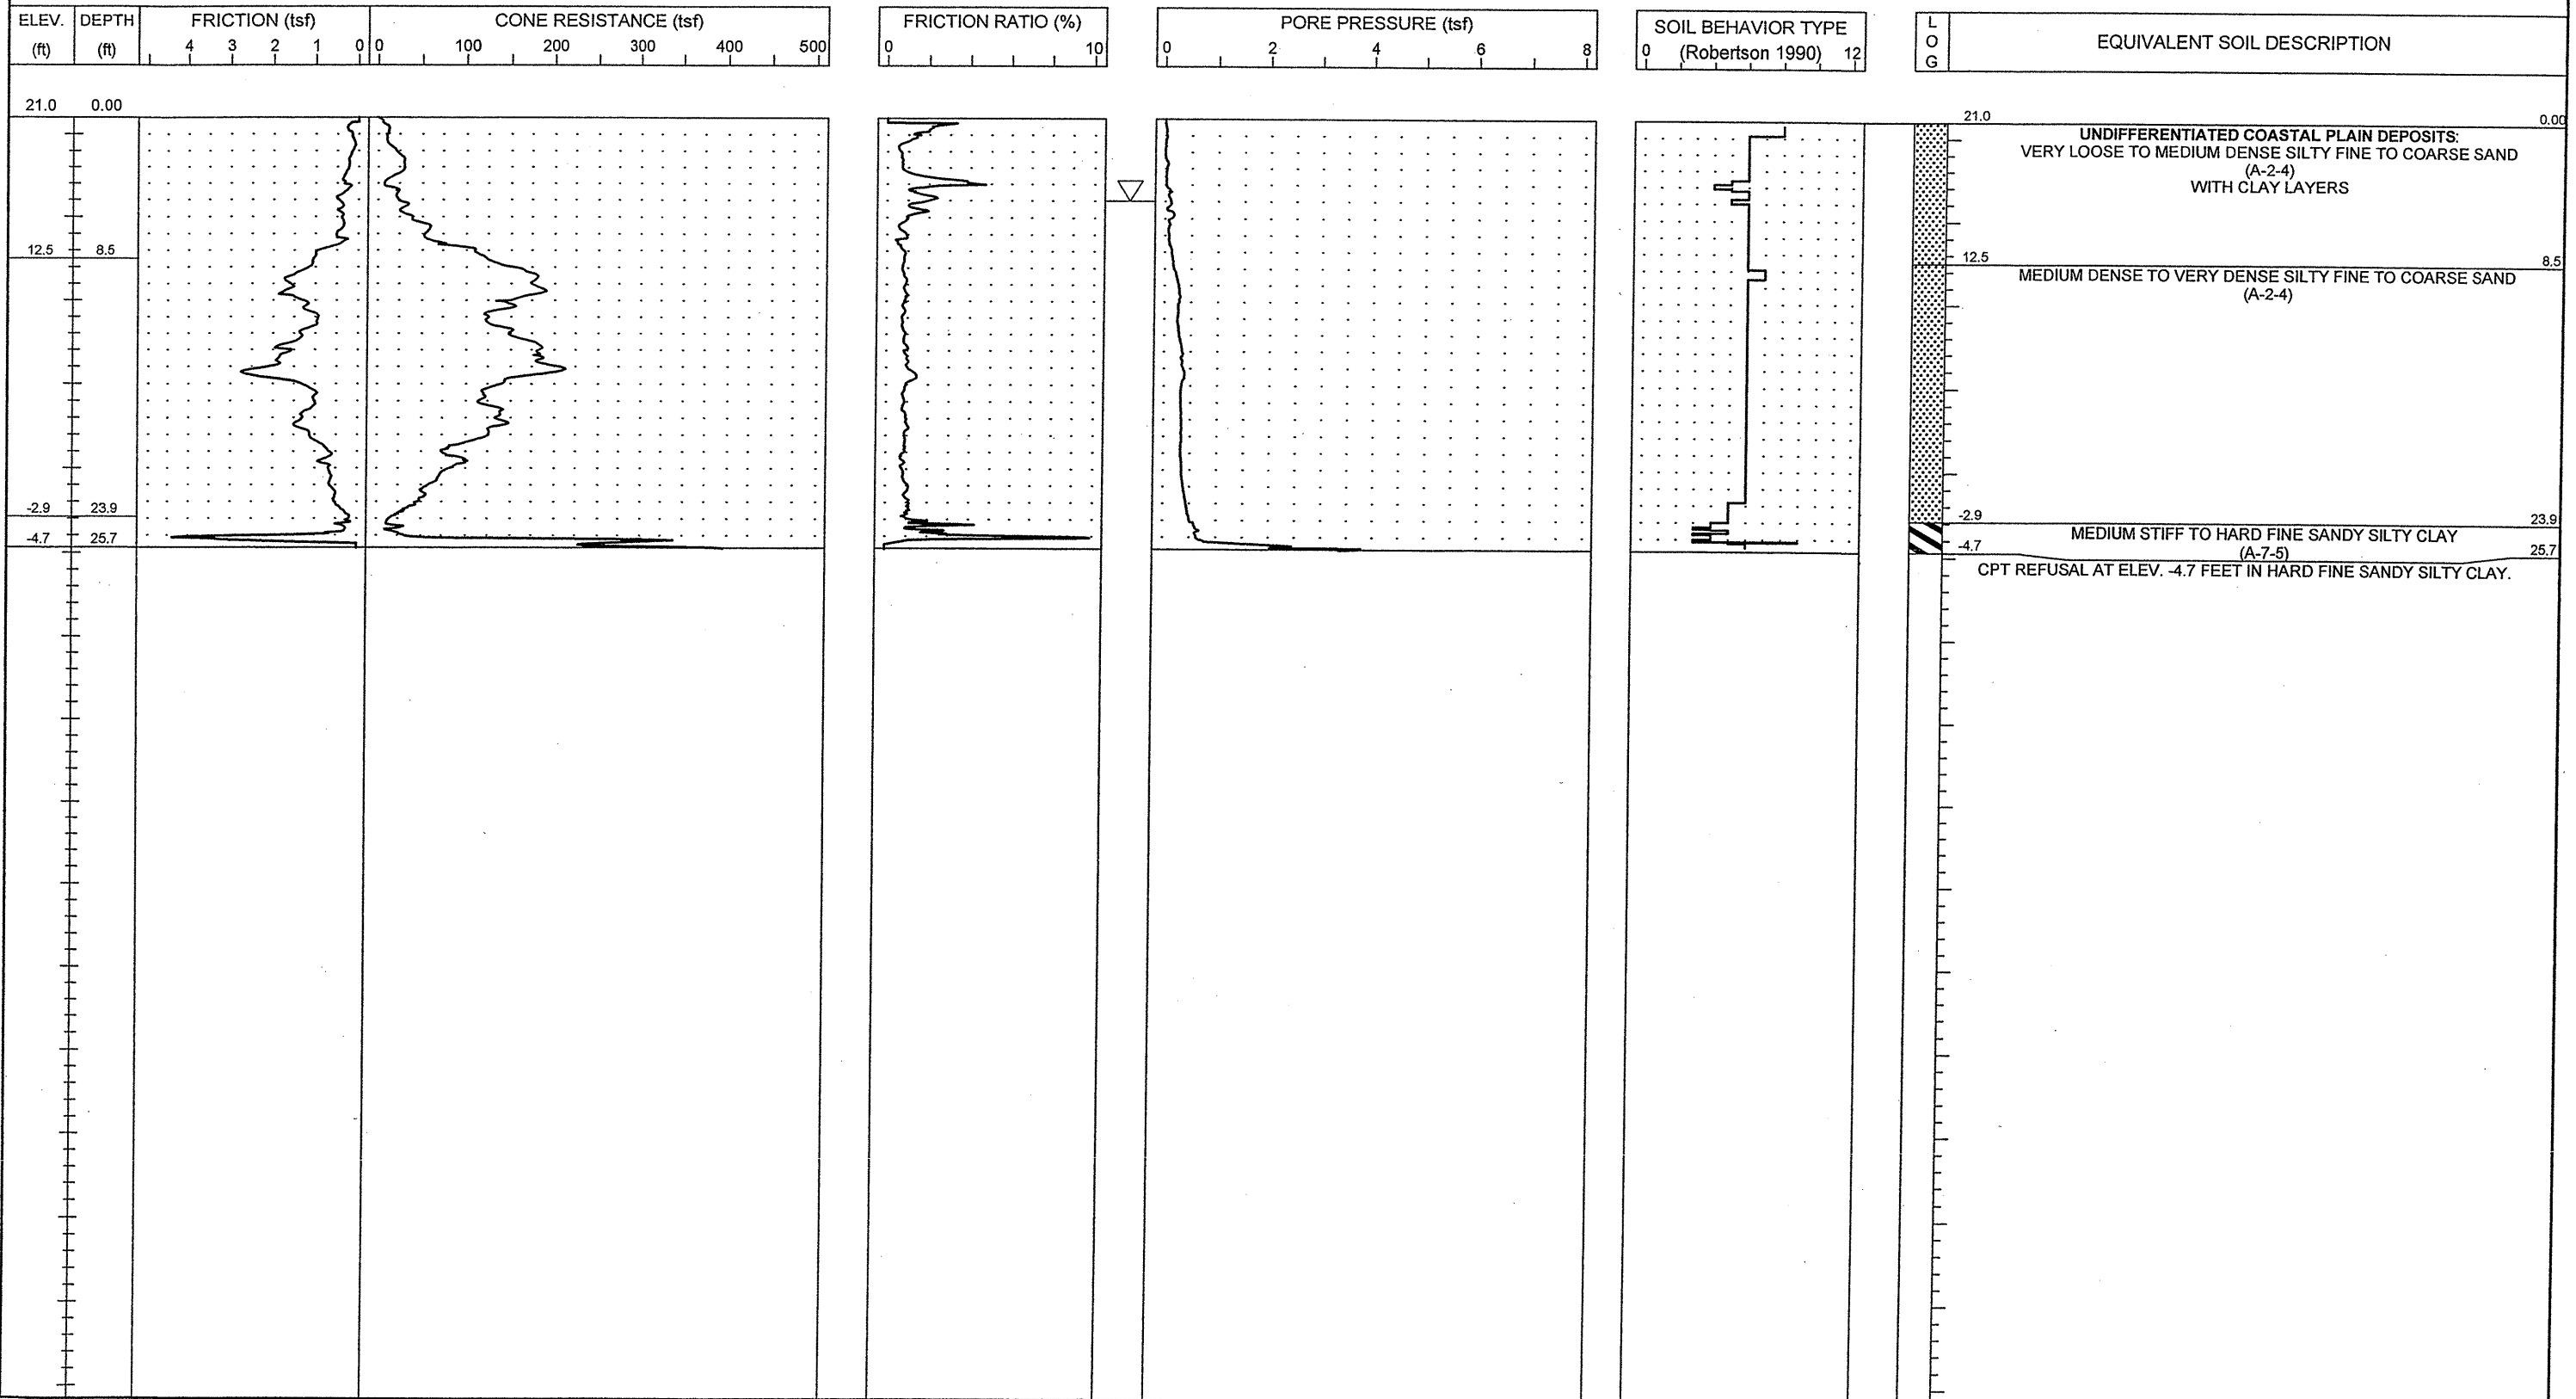 ELEV. DEPTH FRICTION (tsf) CONE RESISTANCE (tsf) FRICTION RATIO (%) PORE PRESSURE (tsf) SOIL BEHAVIOR TYPE L
(ft) (ft) 4 3 2 1 0 0 100 200 300 400 500 0 10 0 2 4 6 8 0 (Robertson 1990) 12 O EQUIVALENT SOIL DESCRIPTION
G
21.0 0.00
21.0 0.00
UNDIFFERENTIATED COASTAL PLAIN DEPOSITS:
VERY LOOSE TO MEDIUM DENSE SILTY FINE TO COARSE SAND
(A-2-4)
WITH CLAY LAYERS
12.5 8.5 12.5 8.5
MEDIUM DENSE TO VERY DENSE SILTY FINE TO COARSE SAND
(A-2-4)
-2.9 23.9 -2.9 23.9
MEDIUM STIFF TO HARD FINE SANDY SILTY CLAY
-4.7 25.7 -4.7 (A-7-5) 25.7
CPT REFUSAL AT ELEV. -4.7 FEET IN HARD FINE SANDY SILTY CLAY.